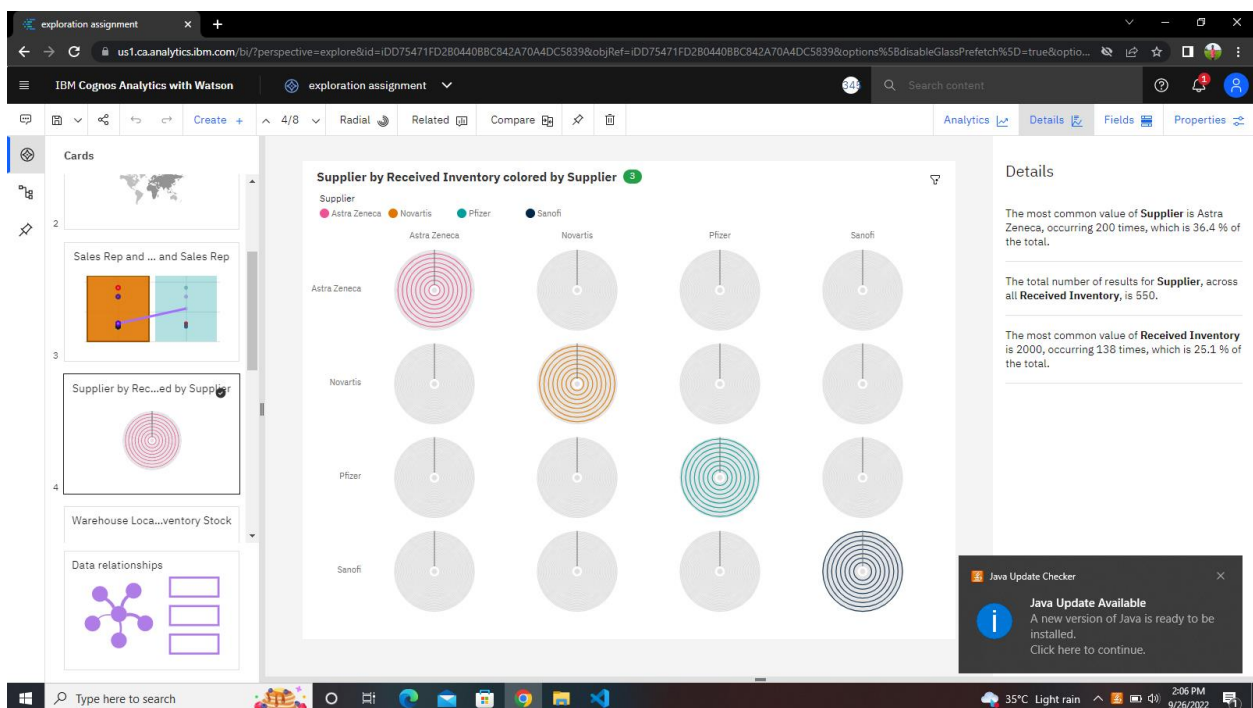 exploration assignment
us1.ca.analytics.ibm.com/bi/?perspective=explore&id=iDD75471FD2B0440BBC842A70A4DC5839&objRef=iDD75471FD2B0440BBC842A70A4DC5839&options%5BdisableGlassPrefetch%5D=true&optio...
IBM Cognos Analytics with Watson
exploration assignment
Search content
1
Create +
4/8
Radial
Related
Compare
Analytics
Details
Fields
Properties
Cards
2
Sales Rep and ... and Sales Rep
3
Supplier by Rec...ed by Supplier
4
Warehouse Loca...ventory Stock
Data relationships
Supplier by Received Inventory colored by Supplier 3
Supplier
Astra Zeneca Novartis Pfizer Sanofi
Astra Zeneca Novartis Pfizer Sanofi
Astra Zeneca
Novartis
Pfizer
Sanofi
Details
The most common value of Supplier is Astra
Zeneca, occurring 200 times, which is 36.4 % of
the total.
The total number of results for Supplier, across
all Received Inventory, is 550.
The most common value of Received Inventory
is 2000, occurring 138 times, which is 25.1 % of
the total.
Java Update Checker
Java Update Available
A new version of Java is ready to be
installed.
Click here to continue.
Type here to search
35°C Light rain
2:06 PM
9/26/2022